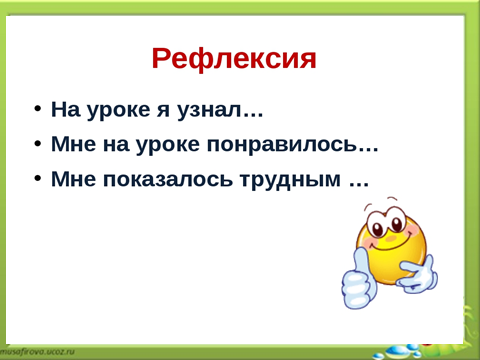 Рефлексия
• На уроке я узнал…
• Мне на уроке понравилось…
• Мне показалось трудным …
musafirova.ucoz.ru